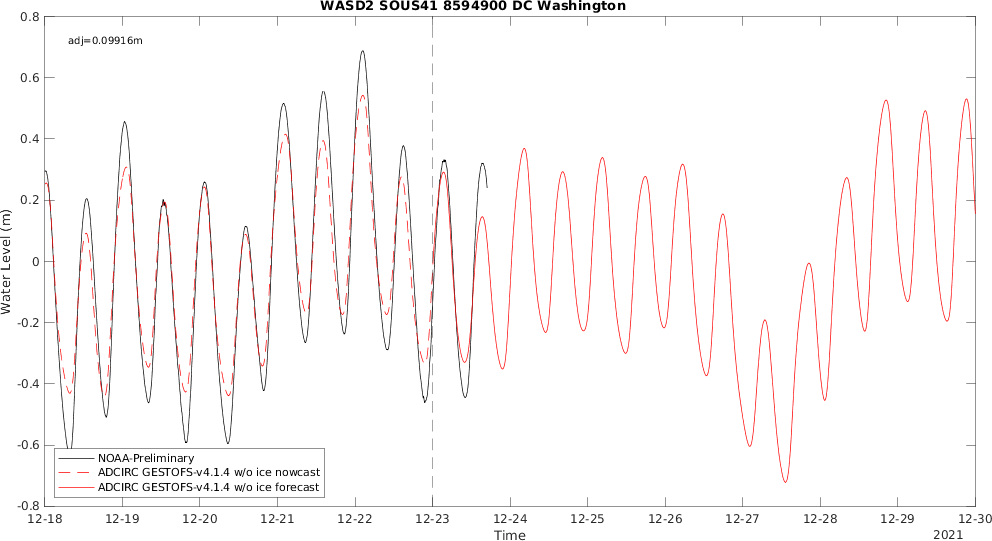 WASD2 SOUS41 8594900 DC Washington
adj=0.09916m
0.8
0.6
0.4
0.2
0
-0.2
-0.4
-0.6
-0.8
Water Level (m)
NOAA-Preliminary
ADCIRC GESTOFS-v4.1.4 w/o ice nowcast
ADCIRC GESTOFS-v4.1.4 w/o ice forecast
12-18 12-19 12-20 12-21 12-22 12-23 12-24 12-25 12-26 12-27 12-28 12-29 12-30
Time
2021